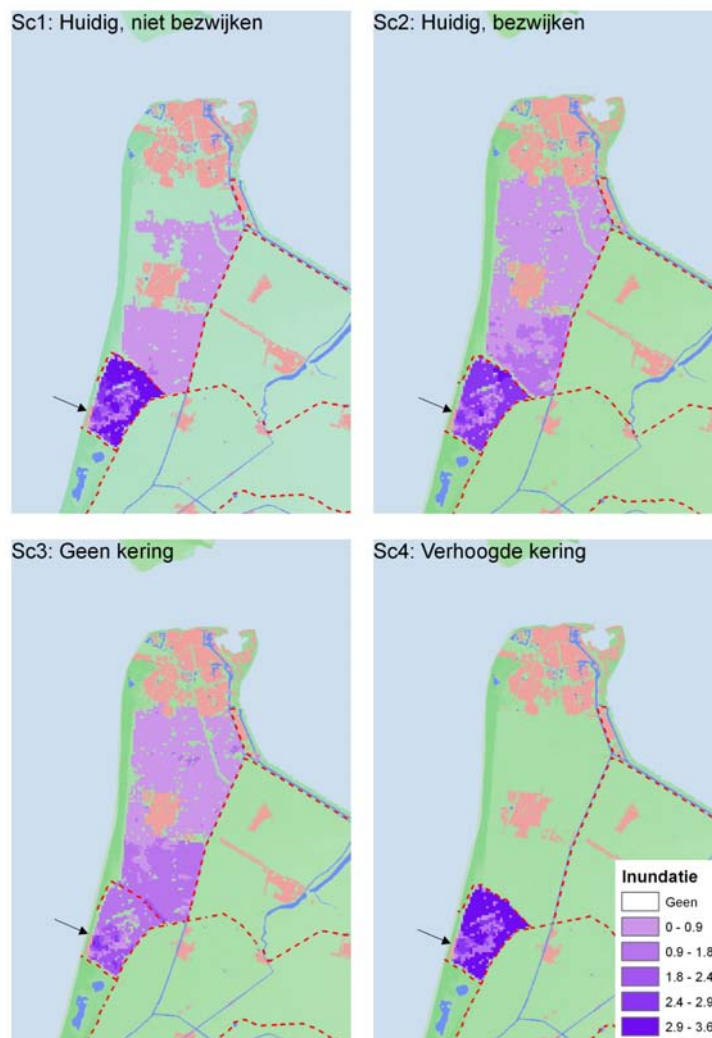 Sc1: Huidig, niet bezwijken
Sc2: Huidig, bezwijken
Sc3: Geen kering
Sc4: Verhoogde kering
Inundatie
Geen
0 - 0.9
0.9 - 1.8
1.8 - 2.4
2.4 - 2.9
2.9 - 3.6